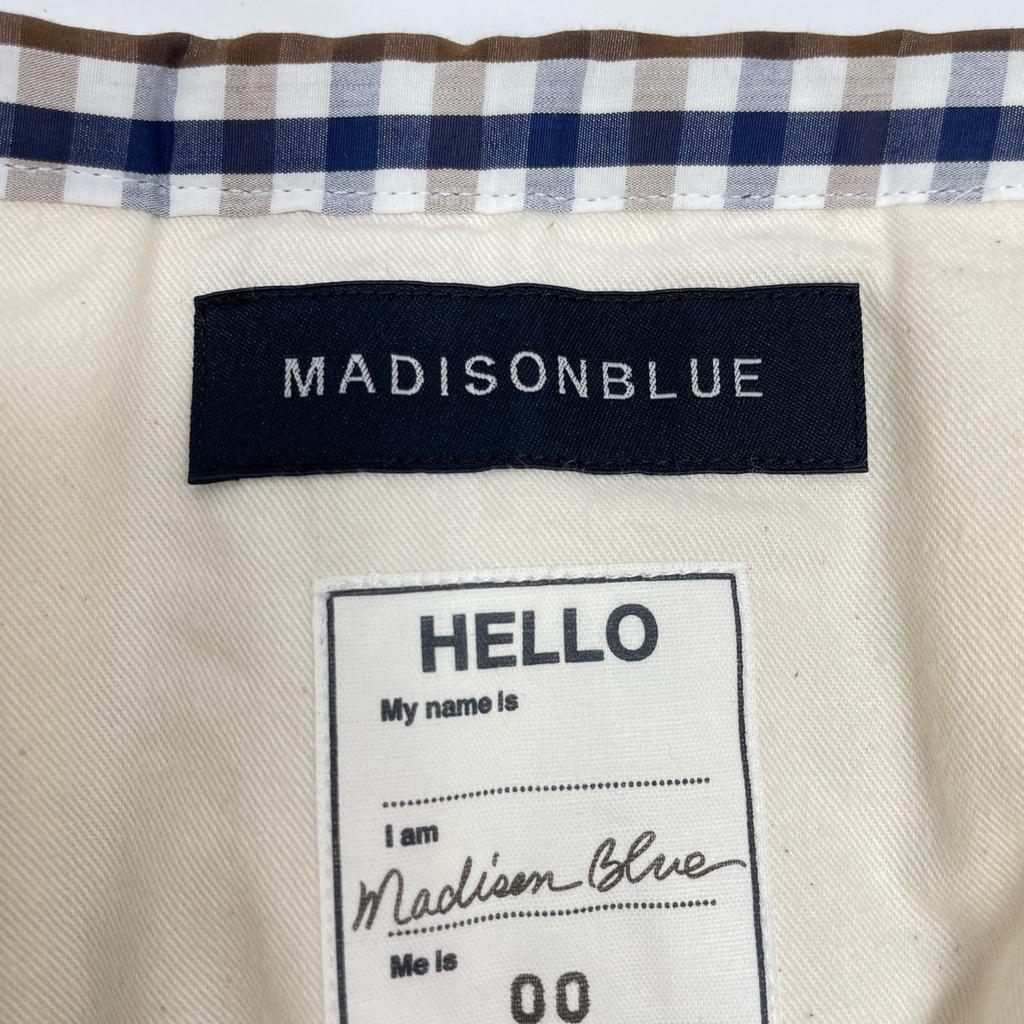 MADISONBLUE
HELLO
My name is
I am
Madison Blue
Me is
00